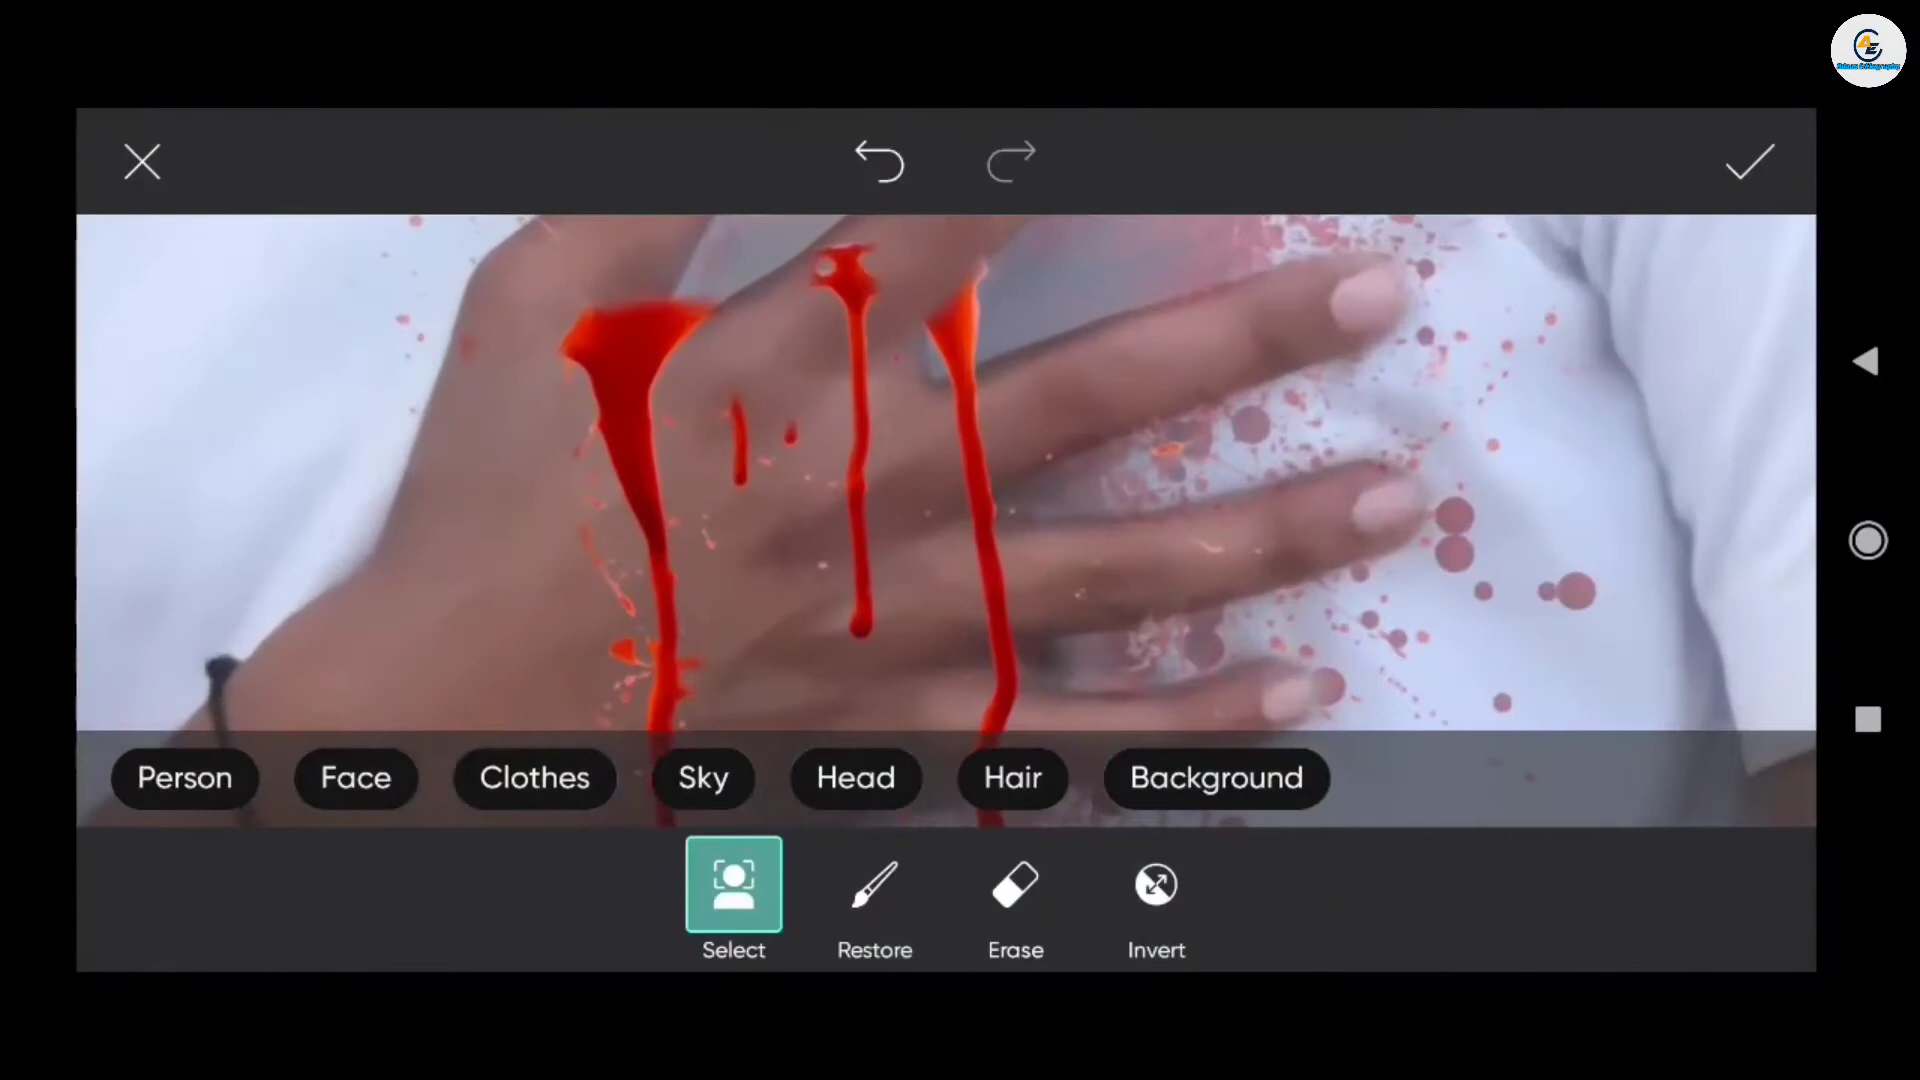 Person Face Clothes Sky Head Hair Background
Select Restore Erase Invert